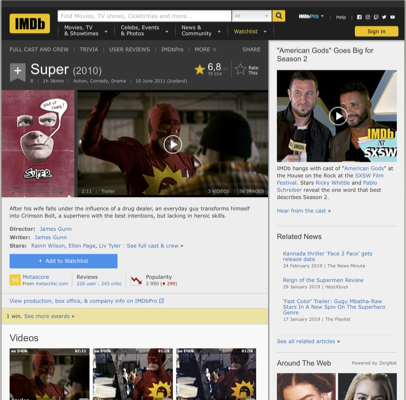 IMDb
Find Movies, TV shows, Celebrities and more...
All
Movies, TV
& Showtimes
Celebs, Events
& Photos
News &
Community
Watchlist
IMDbPro
Help
Sign in
FULL CAST AND CREW | TRIVIA | USER REVIEWS | IMDbPro | MORE
SHARE
Super (2010)
6,8
Rate
This
1h 36min | Action, Comedy, Drama | 10 June 2011 (Iceland)
SHUT UP, CRIME!
SUPER
2:11 | Trailer
3 VIDEOS | 56 IMAGES
After his wife falls under the influence of a drug dealer, an everyday guy transforms himself
into Crimson Bolt, a superhero with the best intentions, but lacking in heroic skills.
Director: James Gunn
Writer: James Gunn
Stars: Rainn Wilson, Ellen Page, Liv Tyler | See full cast & crew »
+ Add to Watchlist
Metascore
From metacritic.com
Reviews
226 user | 243 critic
Popularity
2 950
View production, box office, & company info on IMDbPro
1 win. See more awards »
Videos
"American Gods" Goes Big for
Season 2
IMDb
at
SXSW
IMDb hangs with cast of "American Gods" at
the House on the Rock at the SXSW Film
Festival. Stars Ricky Whittle and Pablo
Schreiber reveal the one word that best
describes Season 2.
Hear from the cast »
Related News
Kannada thriller 'Face 2 Face' gets
release date
24 February 2019 | The News Minute
Reign of the Supermen Review
29 January 2019 | HeyUGuys
'Fast Color' Trailer: Gugu Mbatha-Raw
Stars In A New Spin On The Superhero
Genre
17 January 2019 | The Playlist
See all related articles »
Around The Web
Powered by ZergNet